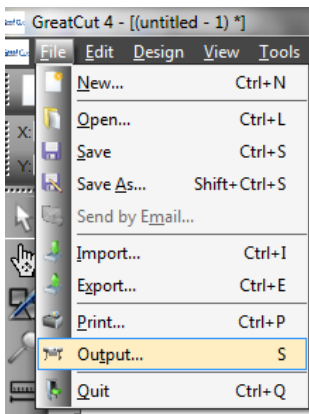 GreatCut 4 - [(untitled - 1) *]
File Edit Design View Tools
New... Ctrl+N
X:
Open... Ctrl+L
Save Ctrl+S
Y:
Save As... Shift+Ctrl+S
Send by Email...
Import... Ctrl+I
Export... Ctrl+E
Print... Ctrl+P
Output... S
Quit Ctrl+Q